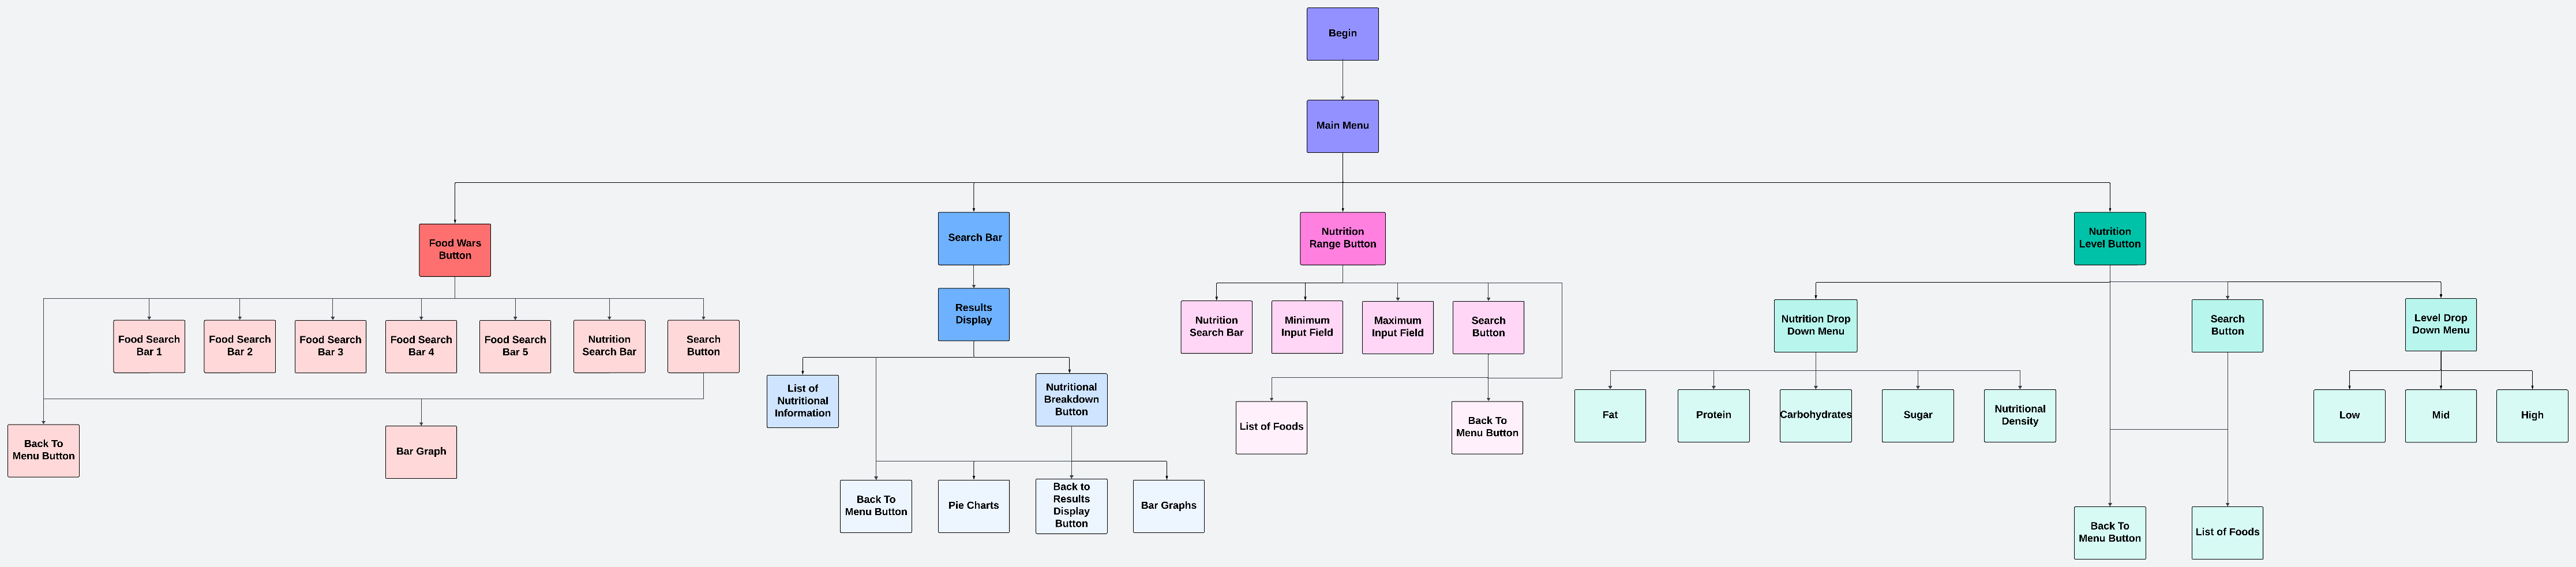 Begin
Main Menu
Food Wars
Button
Search Bar
Nutrition
Range Button
Nutrition
Level Button
Food Search
Bar 1
Food Search
Bar 2
Food Search
Bar 3
Food Search
Bar 4
Food Search
Bar 5
Nutrition
Search Bar
Search
Button
Back To
Menu Button
Bar Graph
Results
Display
List of
Nutritional
Information
Nutritional
Breakdown
Button
Back To
Menu Button
Pie Charts
Back to
Results
Display
Button
Bar Graphs
Nutrition
Search Bar
Minimum
Input Field
Maximum
Input Field
Search
Button
List of Foods
Back To
Menu Button
Nutrition Drop
Down Menu
Search
Button
Level Drop
Down Menu
Fat
Protein
Carbohydrates
Sugar
Nutritional
Density
Low
Mid
High
Back To
Menu Button
List of Foods